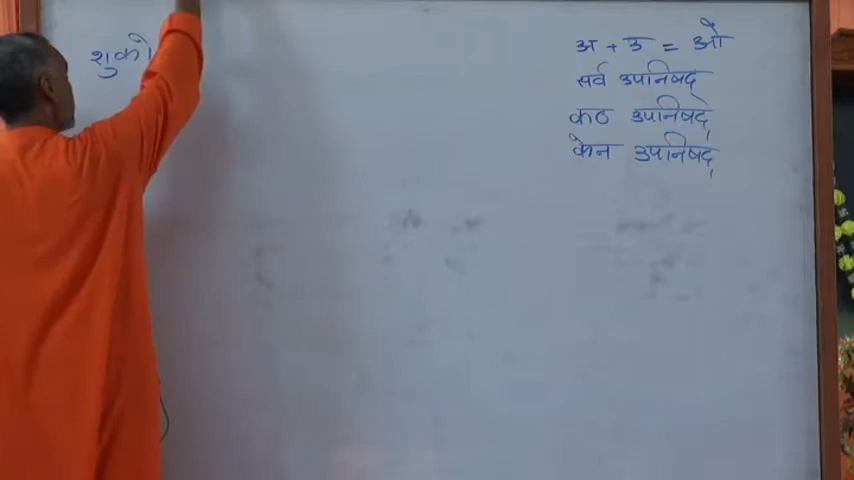 शुको
अ + उ = ओ
सर्व उपनिषद्
कठ उपनिषद्
केन उपनिषद्